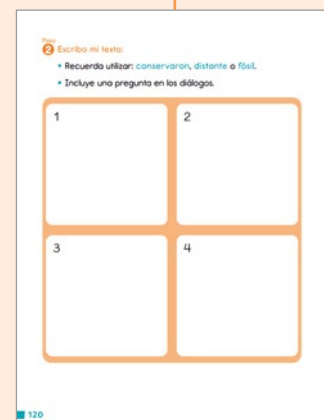 Paso
2 Escribo mi texto:
• Recuerda utilizar: conservaron, distante o fósil.
• Incluye una pregunta en los diálogos.
1 2
3 4
120